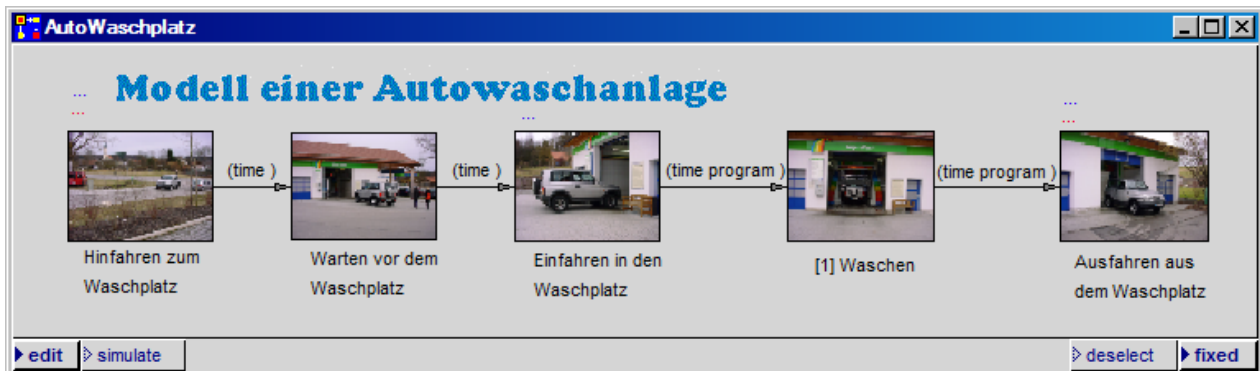 AutoWaschplatz
Modell einer Autowaschanlage
...
...
...
...
...
(time )
(time )
(time program )
(time program )
Hinfahren zum
Waschplatz
Warten vor dem
Waschplatz
Einfahren in den
Waschplatz
[1] Waschen
Ausfahren aus
dem Waschplatz
edit
simulate
deselect
fixed